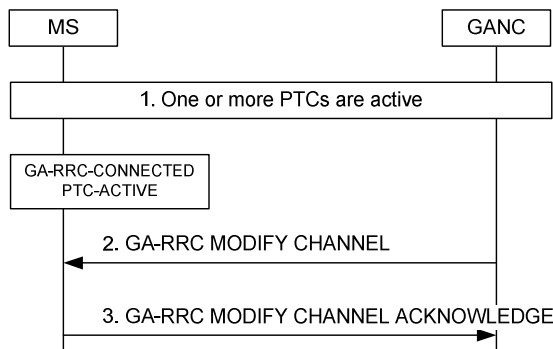 MS
GANC
1. One or more PTCs are active
GA-RRC-CONNECTED
PTC-ACTIVE
2. GA-RRC MODIFY CHANNEL
3. GA-RRC MODIFY CHANNEL ACKNOWLEDGE